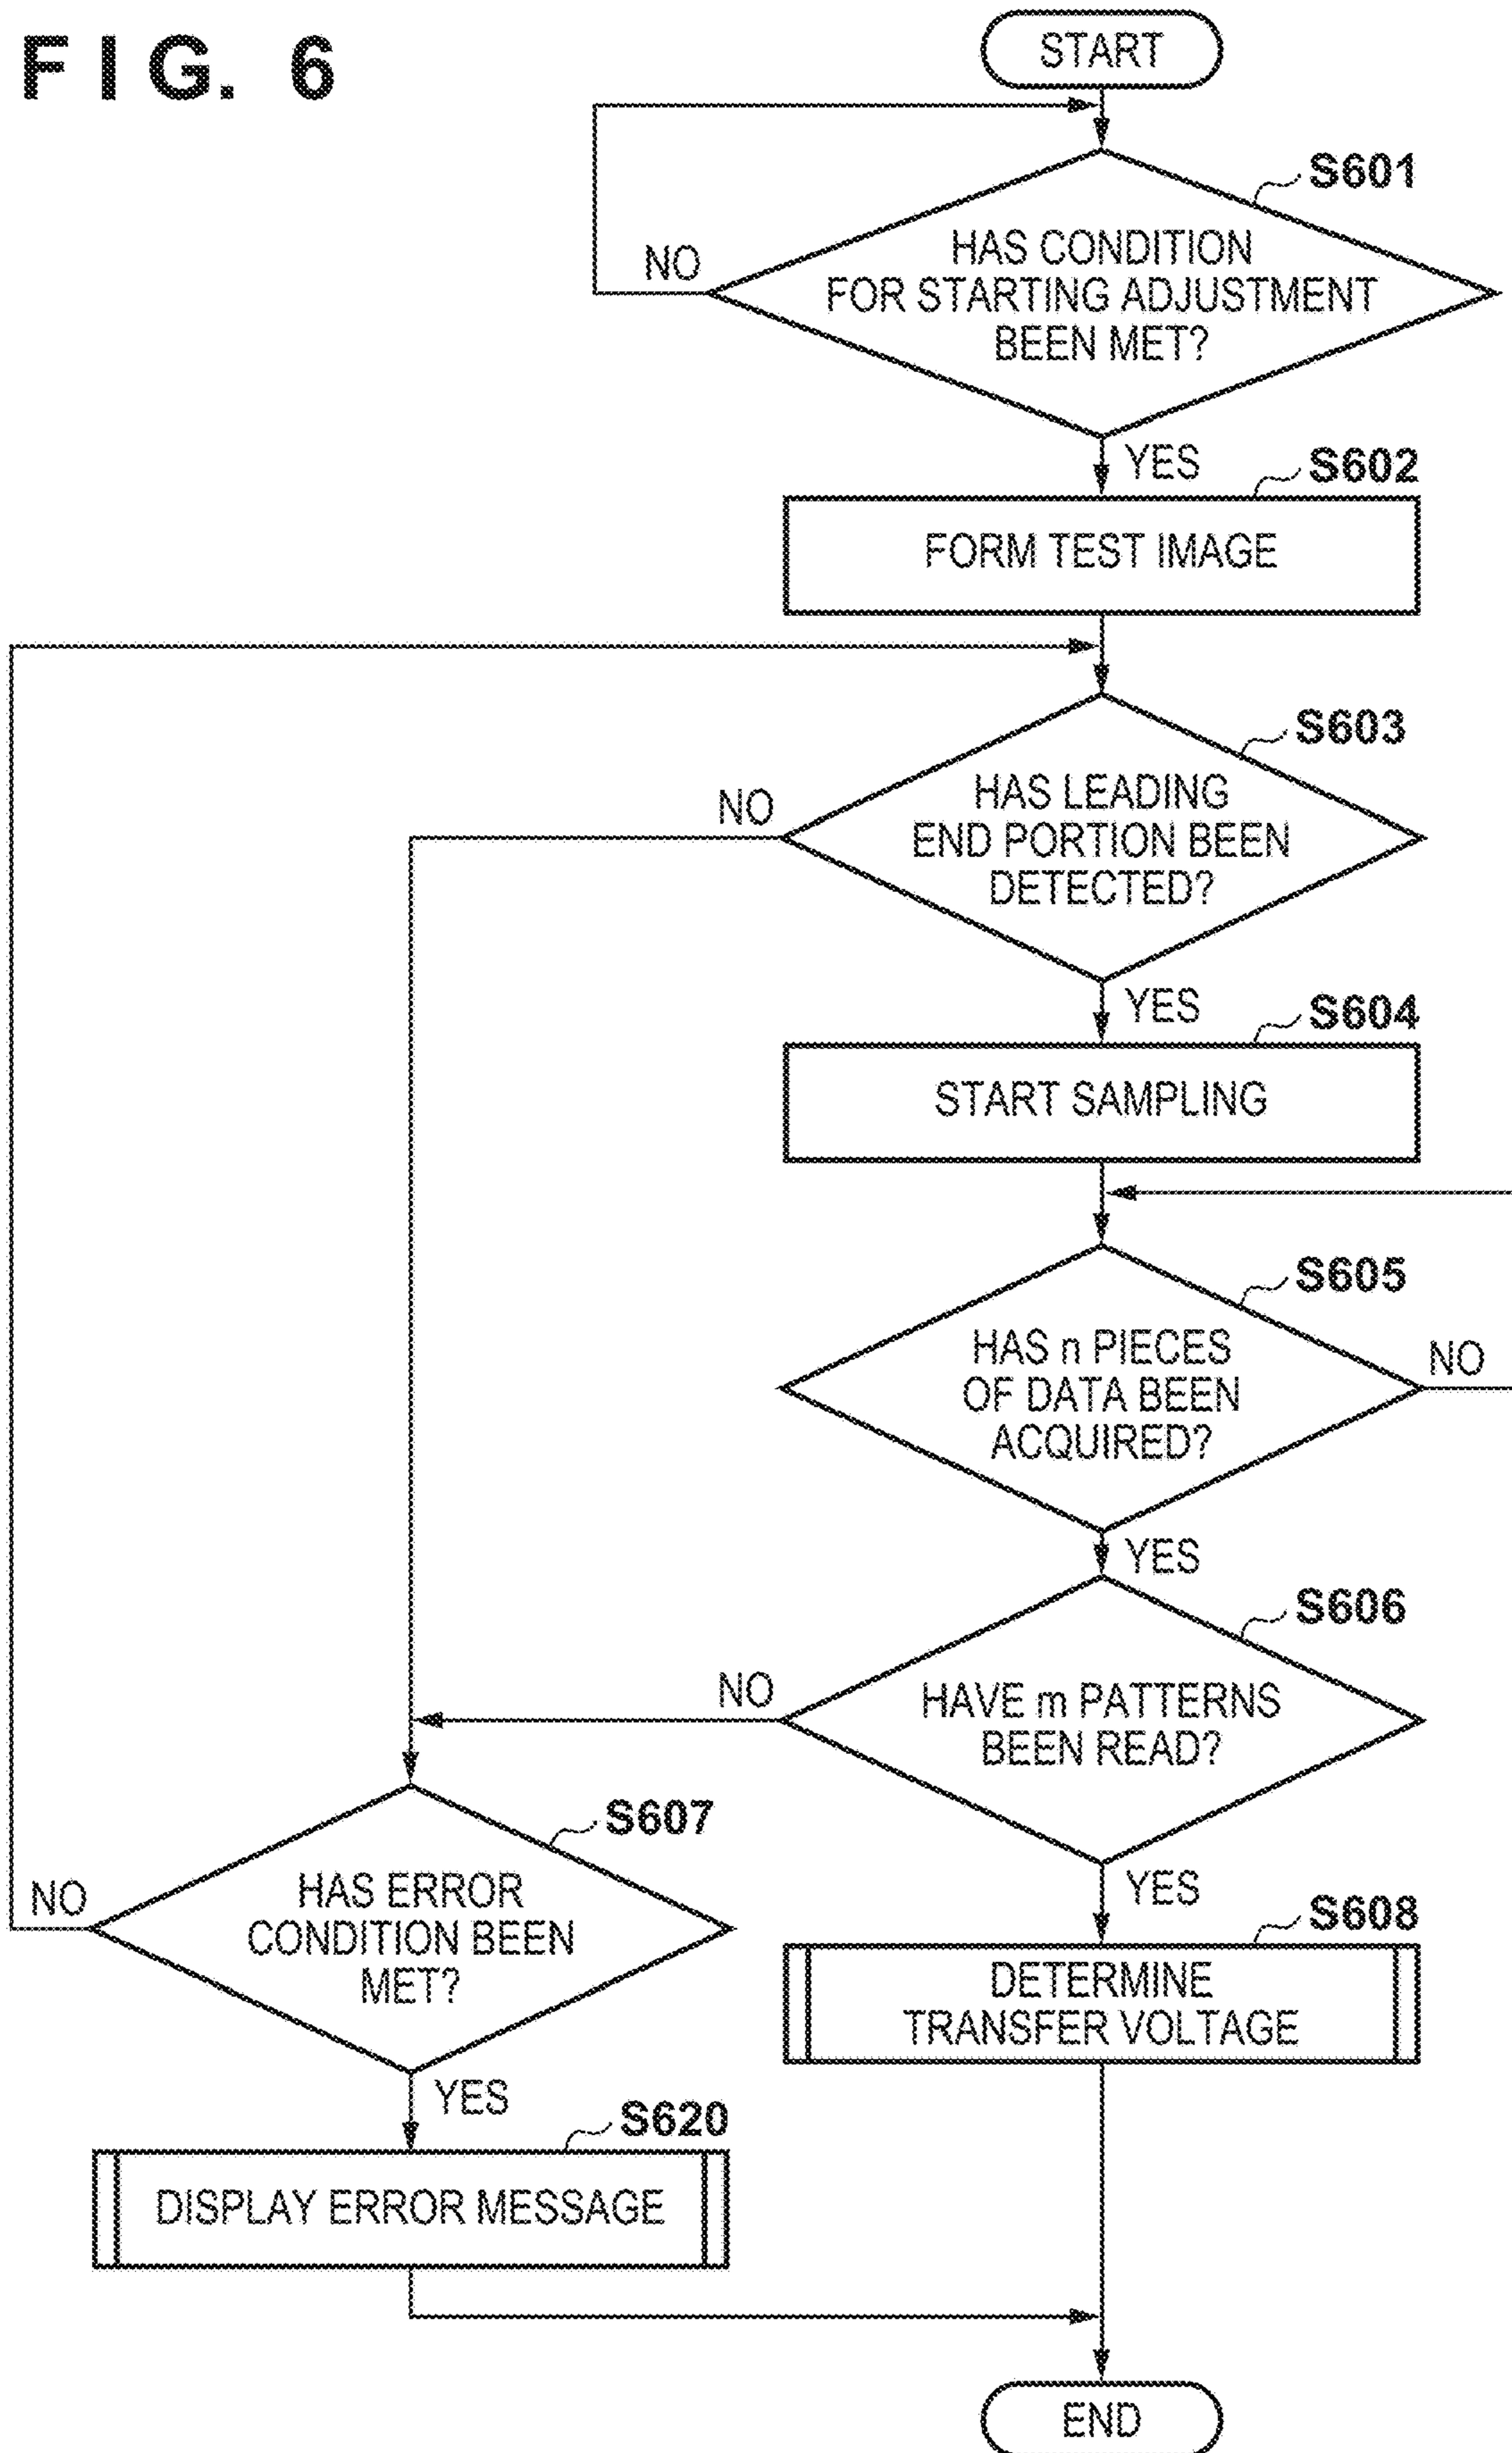 FIG. 6
START
S601
HAS CONDITION
FOR STARTING ADJUSTMENT
BEEN MET?
NO
YES
S602
FORM TEST IMAGE
S603
HAS LEADING
END PORTION BEEN
DETECTED?
NO
YES
S604
START SAMPLING
S605
HAS n PIECES
OF DATA BEEN
ACQUIRED?
NO
YES
S606
HAVE m PATTERNS
BEEN READ?
NO
YES
S607
HAS ERROR
CONDITION BEEN
MET?
NO
YES
S608
DETERMINE
TRANSFER VOLTAGE
S620
DISPLAY ERROR MESSAGE
END